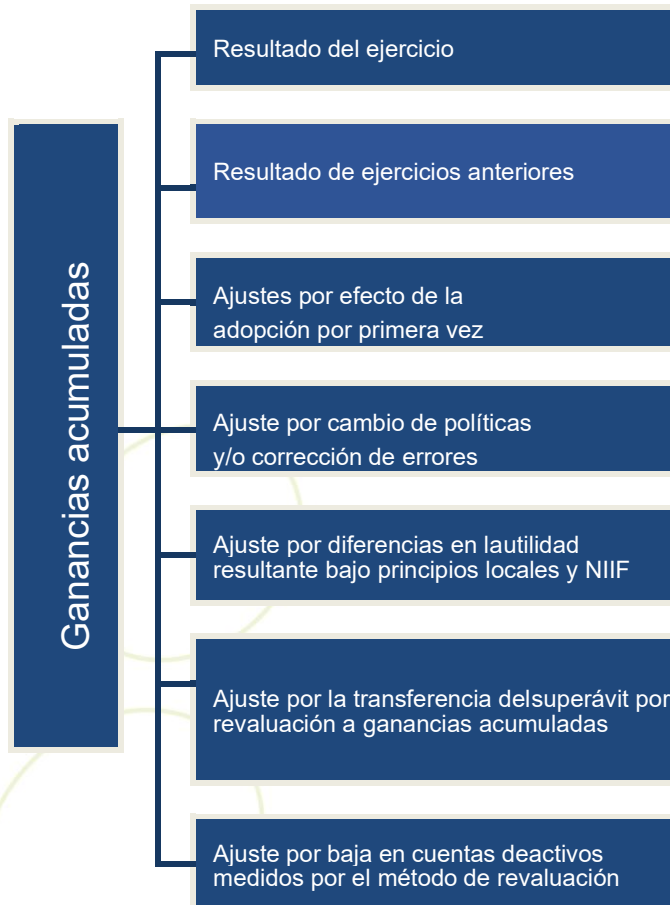 Ganancias acumuladas
Resultado del ejercicio
Resultado de ejercicios anteriores
Ajustes por efecto de la
adopción por primera vez
Ajuste por cambio de políticas
y/o corrección de errores
Ajuste por diferencias en lautilidad
resultante bajo principios locales y NIIF
Ajuste por la transferencia delsuperávit por
revaluación a ganancias acumuladas
Ajuste por baja en cuentas deactivos
medidos por el método de revaluación